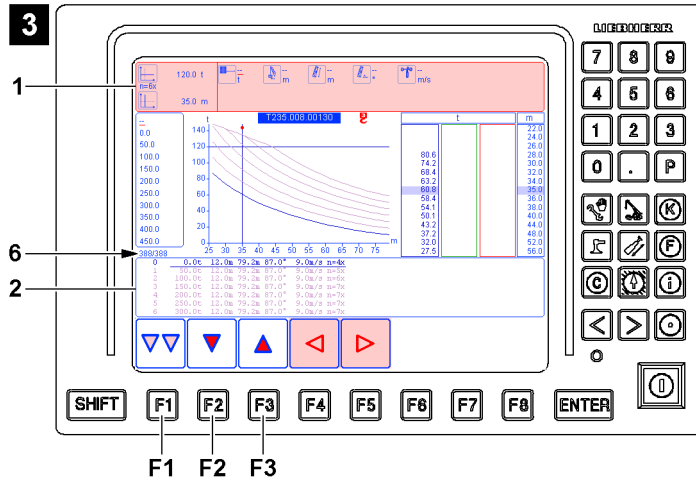 3
LIEBHERR
1
120.0 t
n=6x
35.0 m
--
t
--
m
--
m
--
°
--
m/s
--
0.0
50.0
100.0
150.0
200.0
250.0
300.0
350.0
400.0
450.0
388/388
6
2
t
T235.008.00130
140
120
100
80
60
40
20
0
25 30 35 40 45 50 55 60 65 70 75
m
t
80.6
74.2
68.4
63.2
60.8
58.4
54.1
50.1
43.2
37.2
32.0
27.5
m
22.0
24.0
26.0
28.0
30.0
32.0
34.0
35.0
36.0
38.0
40.0
44.0
48.0
52.0
56.0
0 0.0t 12.0m 79.2m 87.0° 9.0m/s n=4x
1 50.0t 12.0m 79.2m 87.0° 9.0m/s n=5x
2 100.0t 12.0m 79.2m 87.0° 9.0m/s n=6x
3 150.0t 12.0m 79.2m 87.0° 9.0m/s n=7x
4 200.0t 12.0m 79.2m 87.0° 9.0m/s n=7x
5 250.0t 12.0m 79.2m 87.0° 9.0m/s n=7x
6 300.0t 12.0m 79.2m 87.0° 9.0m/s n=7x
7 8 9
4 5 6
1 2 3
0 . P
K
F
C i
< >
SHIFT F1 F2 F3 F4 F5 F6 F7 F8 ENTER
F1 F2 F3